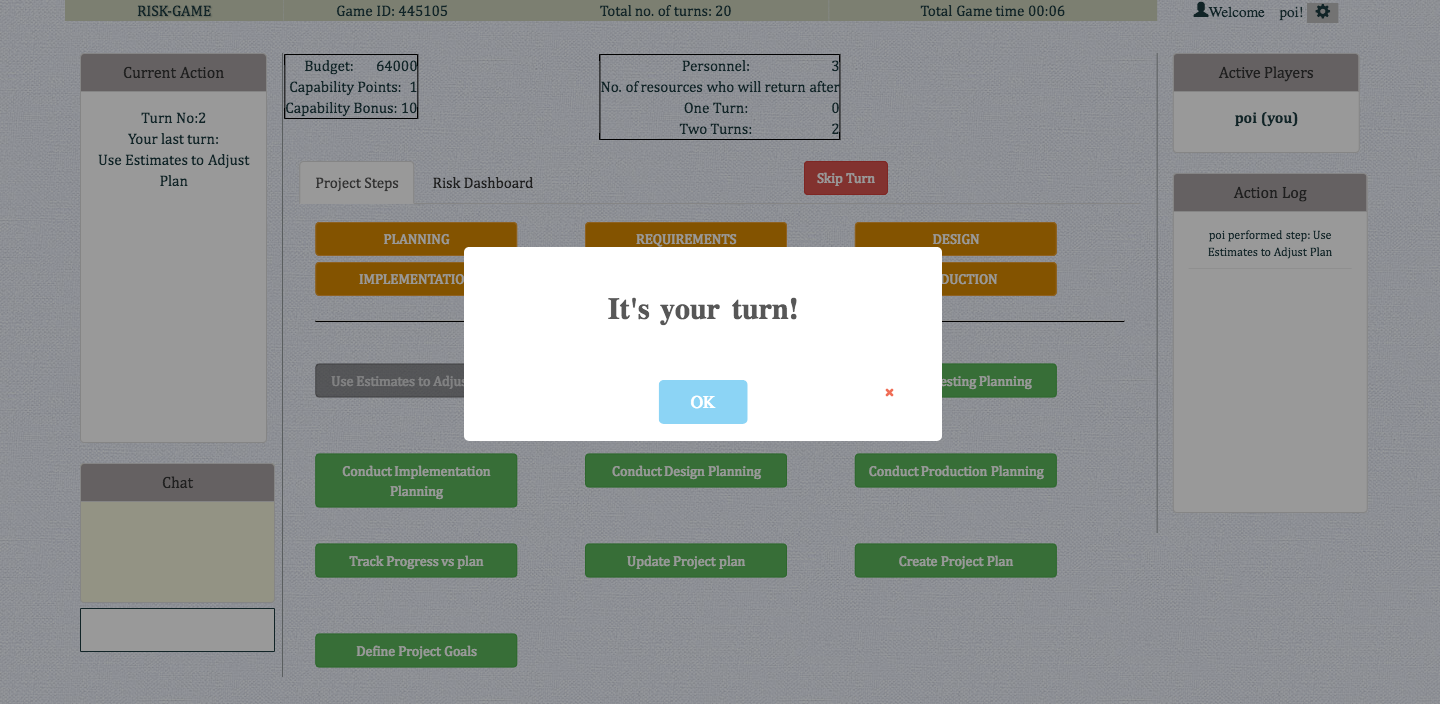 RISK-GAME
Game ID: 445105
Total no. of turns: 20
Total Game time 00:06
Welcome poi!
Current Action
Turn No:2
Your last turn:
Use Estimates to Adjust
Plan
Budget: 64000
Capability Points: 1
Capability Bonus: 10
Personnel: 3
No. of resources who will return after
One Turn: 0
Two Turns: 2
Active Players
poi (you)
Project Steps
Risk Dashboard
Skip Turn
Action Log
poi performed step: Use
Estimates to Adjust Plan
PLANNING
REQUIREMENTS
DESIGN
IMPLEMENTATIO
DUCTION
It's your turn!
OK
Use Estimates to Adjus
esting Planning
Conduct Implementation
Planning
Conduct Design Planning
Conduct Production Planning
Chat
Track Progress vs plan
Update Project plan
Create Project Plan
Define Project Goals